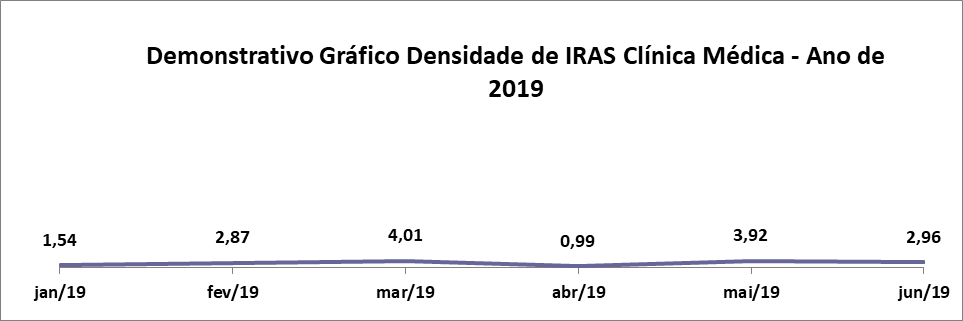 Demonstrativo Gráfico Densidade de IRAS Clínica Médica - Ano de
2019
1,54 2,87 4,01 0,99 3,92 2,96
jan/19 fev/19 mar/19 abr/19 mai/19 jun/19